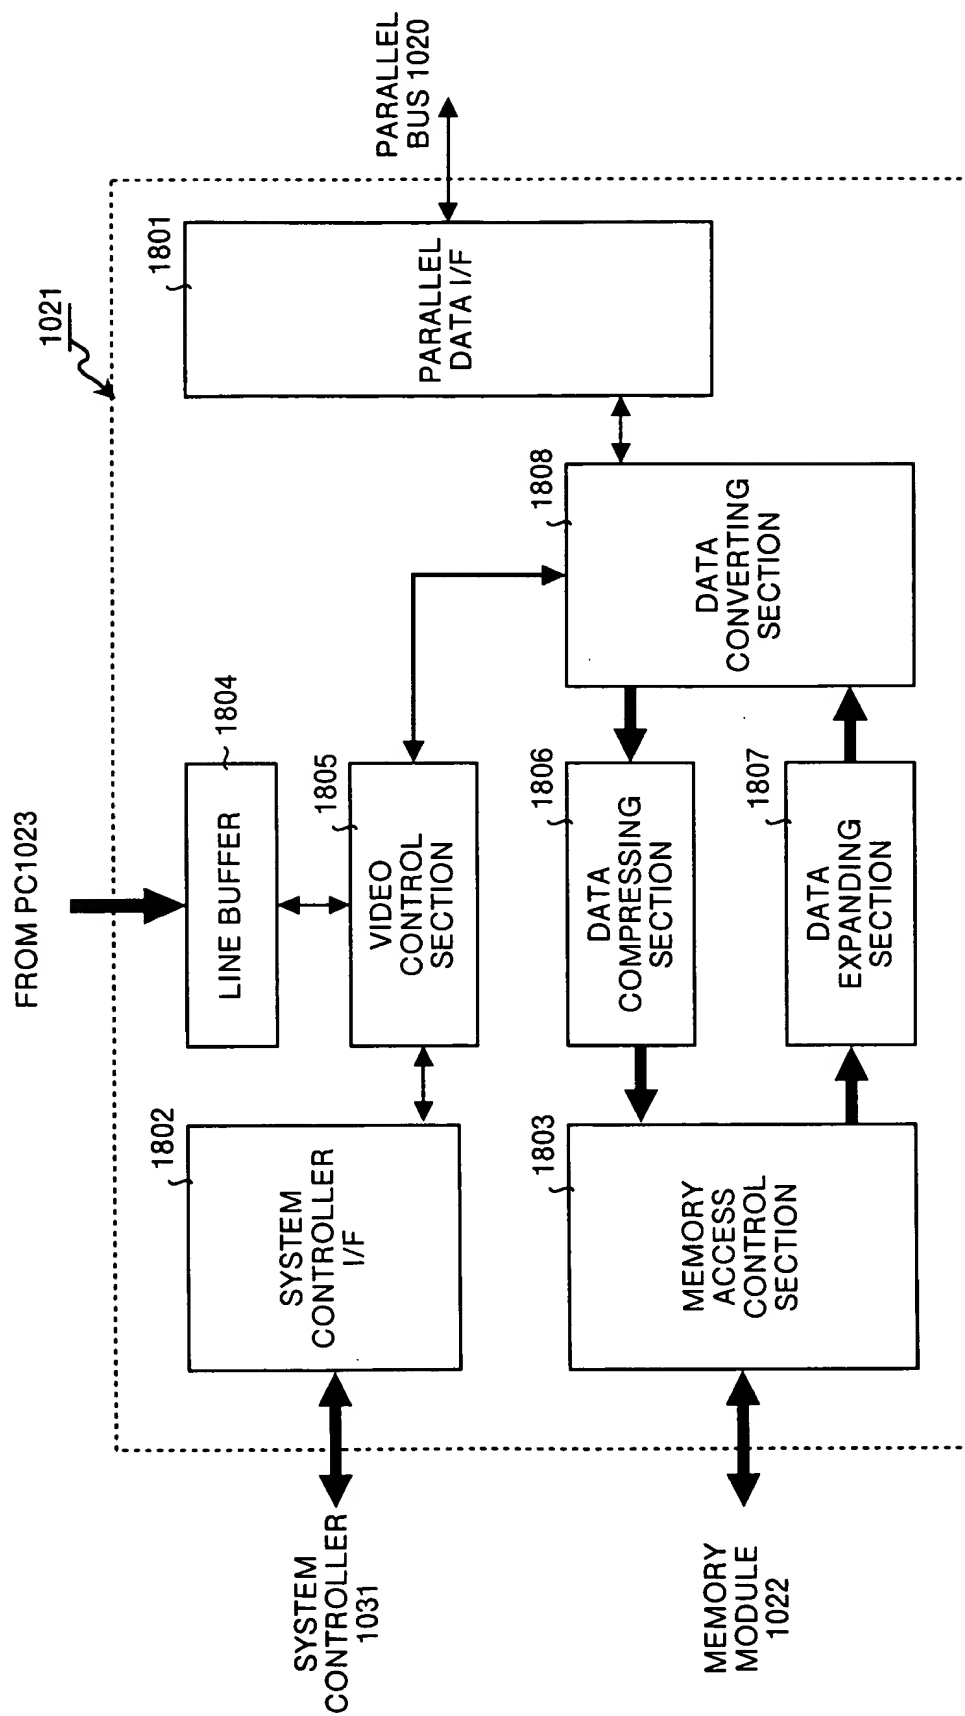 FROM PC1023
1021
SYSTEM
CONTROLLER
1031
1802
SYSTEM
CONTROLLER
I/F
LINE BUFFER
1804
1805
VIDEO
CONTROL
SECTION
1801
PARALLEL
DATA I/F
PARALLEL
BUS 1020
MEMORY
MODULE
1022
1803
MEMORY
ACCESS
CONTROL
SECTION
1806
DATA
COMPRESSING
SECTION
1807
DATA
EXPANDING
SECTION
1808
DATA
CONVERTING
SECTION